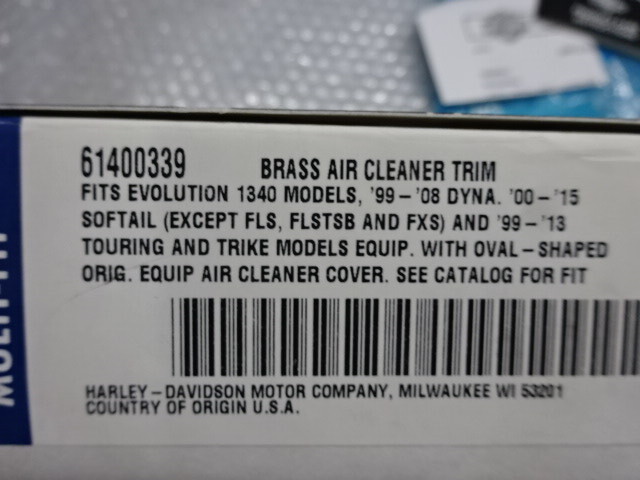 61400339 BRASS AIR CLEANER TRIM
FITS EVOLUTION 1340 MODELS, '99-'08 DYNA. '00-'15
SOFTAIL (EXCEPT FLS, FLSTSB AND FXS) AND '99-'13
TOURING AND TRIKE MODELS EQUIP. WITH OVAL-SHAPED
ORIG. EQUIP AIR CLEANER COVER. SEE CATALOG FOR FIT
HARLEY-DAVIDSON MOTOR COMPANY, MILWAUKEE WI 53201
COUNTRY OF ORIGIN U.S.A.